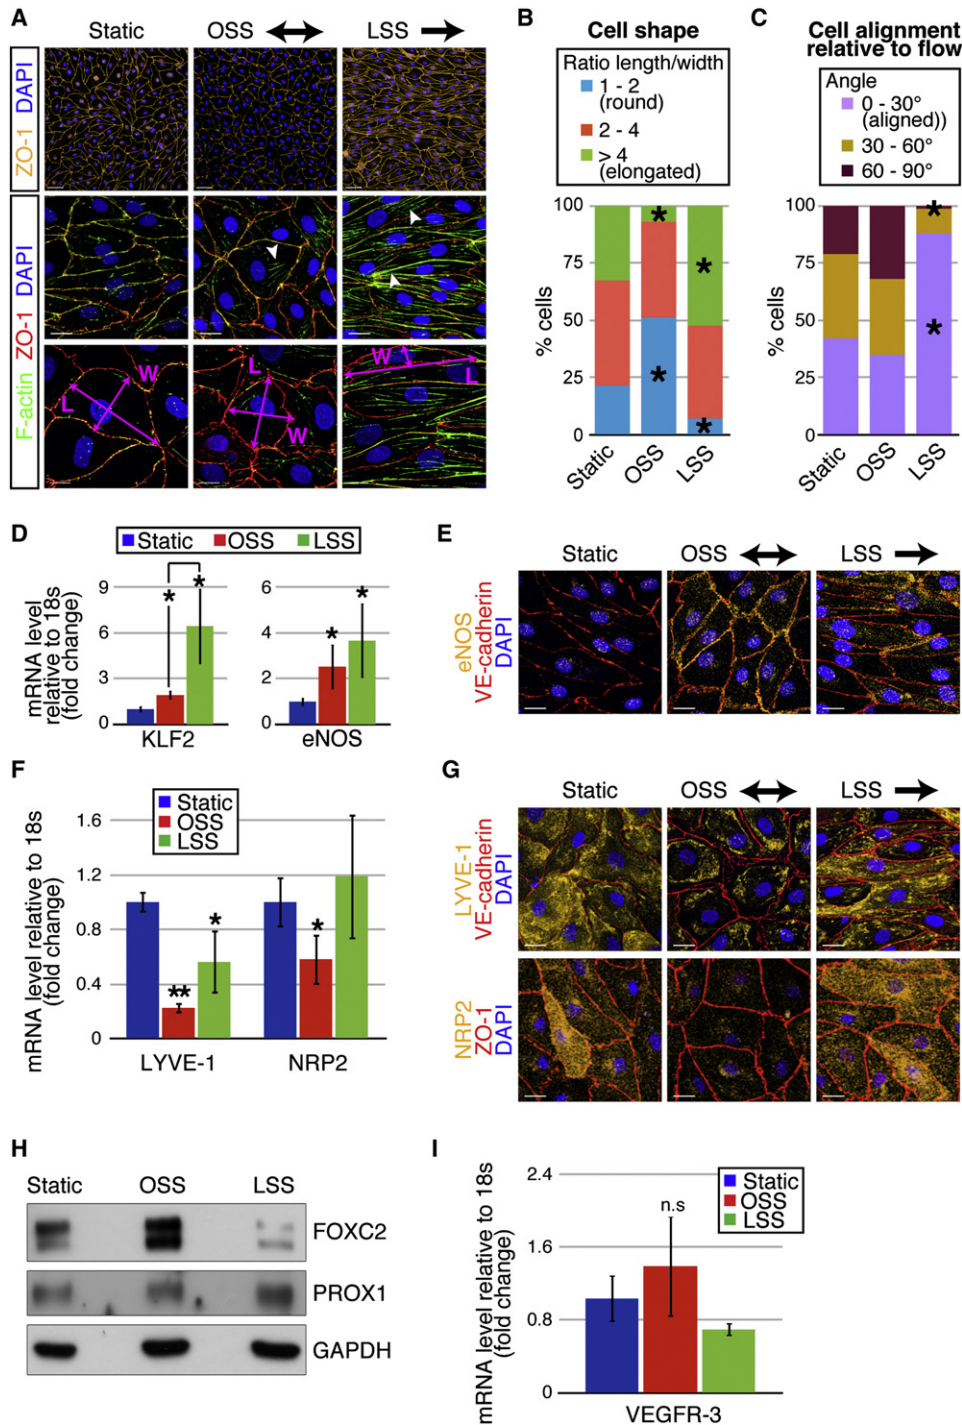 A
Static
OSS
LSS
ZO-1 DAPI
F-actin ZO-1 DAPI
L
W
L
W
W
L
B
Cell shape
Ratio length/width
1 - 2
(round)
2 - 4
> 4
(elongated)
% cells
100
75
50
25
0
*
*
*
*
Static
OSS
LSS
C
Cell alignment
relative to flow
Angle
0 - 30°
(aligned))
30 - 60°
60 - 90°
% cells
100
75
50
25
0
*
*
Static
OSS
LSS
D
Static
OSS
LSS
mRNA level
relative to 18s
(fold change)
9
6
3
0
*
*
KLF2
6
4
2
0
*
*
eNOS
E
Static
OSS
LSS
eNOS
VE-cadherin
DAPI
F
Static
OSS
LSS
mRNA level relative to 18s
(fold change)
1.6
1.2
0.8
0.4
0
**
*
*
LYVE-1
NRP2
G
Static
OSS
LSS
LYVE-1
VE-cadherin
DAPI
NRP2
ZO-1
DAPI
H
Static
OSS
LSS
FOXC2
PROX1
GAPDH
I
mRNA level relative to 18s
(fold change)
2.4
1.6
0.8
0
Static
OSS
LSS
n.s
VEGFR-3